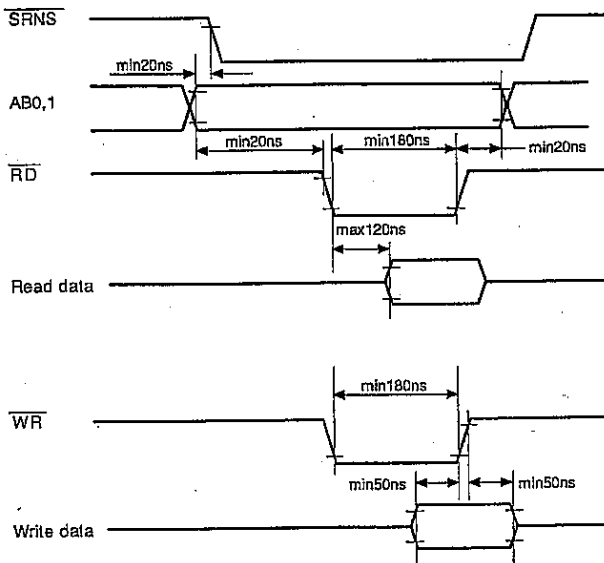 SRNS
min20ns
AB0,1
min20ns
min180ns
min20ns
RD
max120ns
Read data
min180ns
WR
min50ns
min50ns
Write data